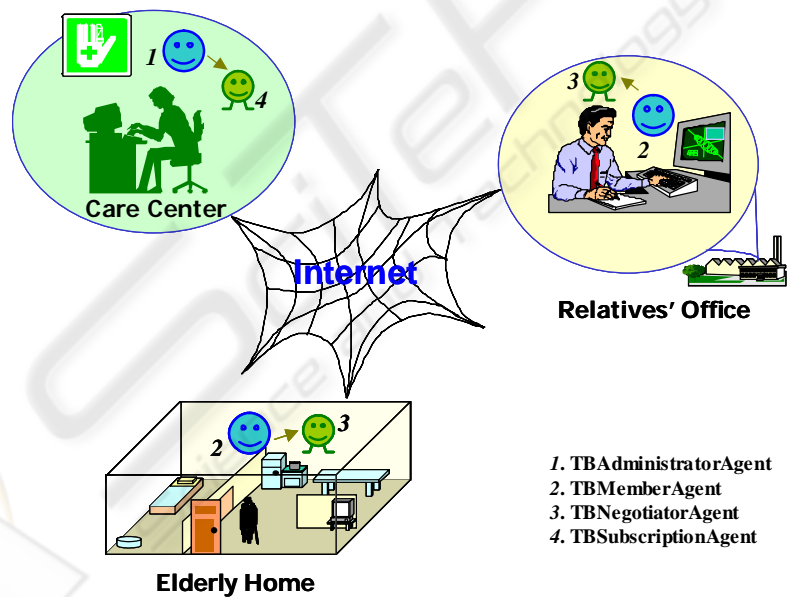 1
4
Care Center
3
2
Relatives' Office
Internet
2
3
Elderly Home
1. TBAdministratorAgent
2. TBMemberAgent
3. TBNegotiatorAgent
4. TBSubscriptionAgent